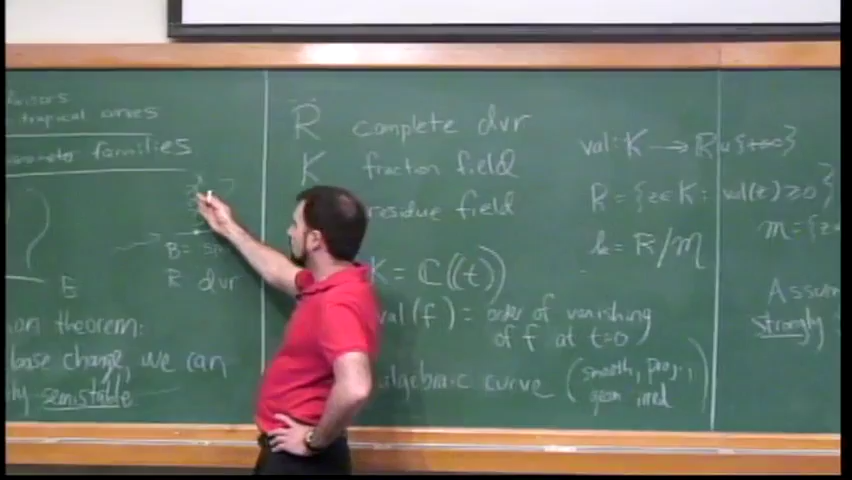 tropical curves
families
E
B =
R dvr
theorem:
base change, we can
semistable
R complete dvr
K fraction field
residue field
K = ℂ((t))
val(f) = order of vanishing
of f at t=0
algebraic curve (smooth, proj.,
geom irred)
val: K → ℝ ∪ {+∞}
R = {z ∈ K : val(z) ≥ 0}
k = R/m
m = {z
Assum
strongly